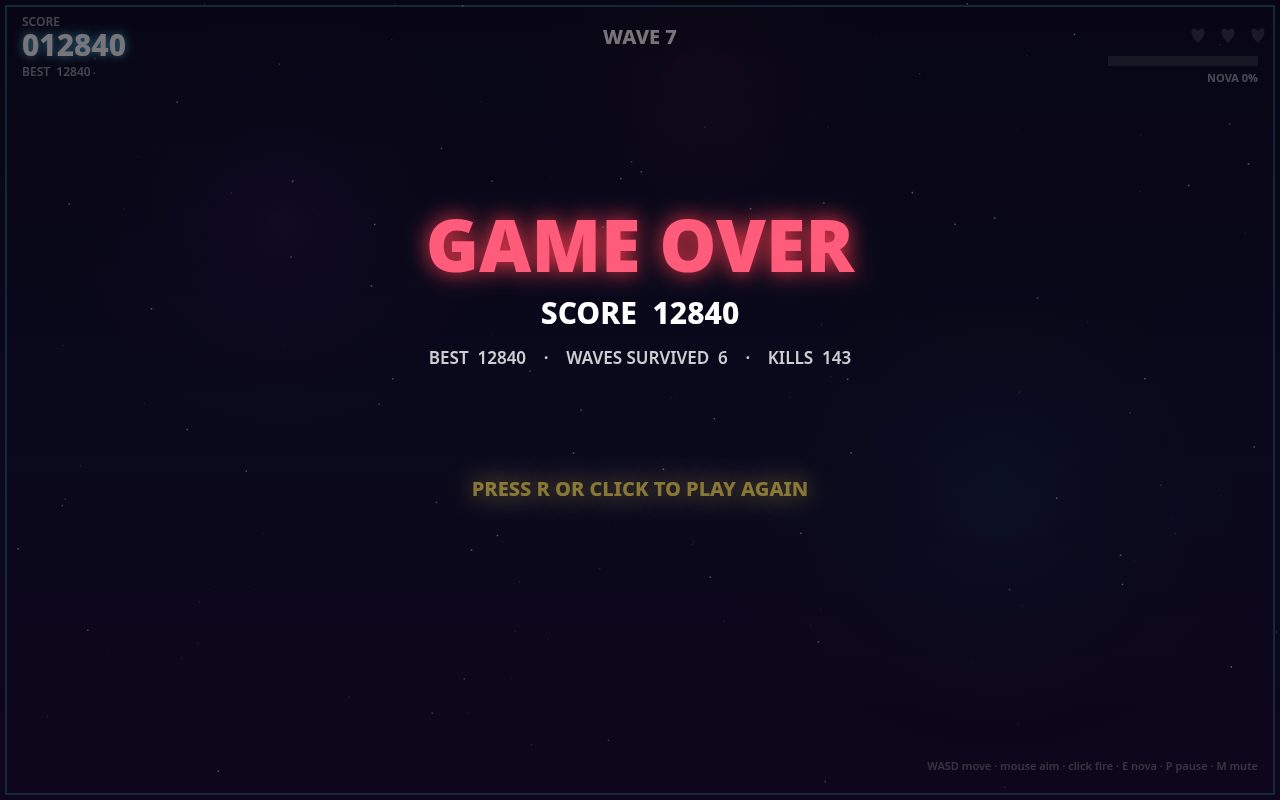 SCORE
012840
BEST 12840
WAVE 7
NOVA 0%
GAME OVER
SCORE 12840
BEST 12840 · WAVES SURVIVED 6 · KILLS 143
PRESS R OR CLICK TO PLAY AGAIN
WASD move · mouse aim · click fire · E nova · P pause · M mute